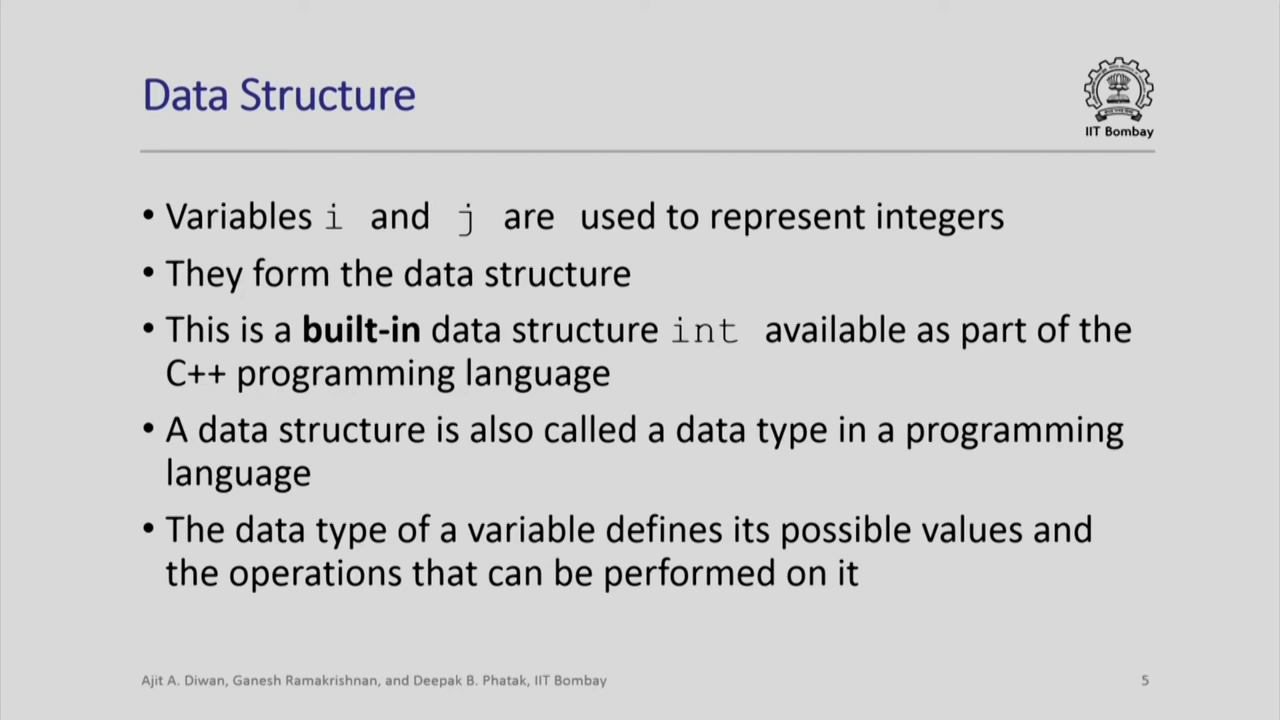 Data Structure
IIT Bombay
• Variables i and j are used to represent integers
• They form the data structure
• This is a built-in data structure int available as part of the
C++ programming language
• A data structure is also called a data type in a programming
language
• The data type of a variable defines its possible values and
the operations that can be performed on it
Ajit A. Diwan, Ganesh Ramakrishnan, and Deepak B. Phatak, IIT Bombay
5